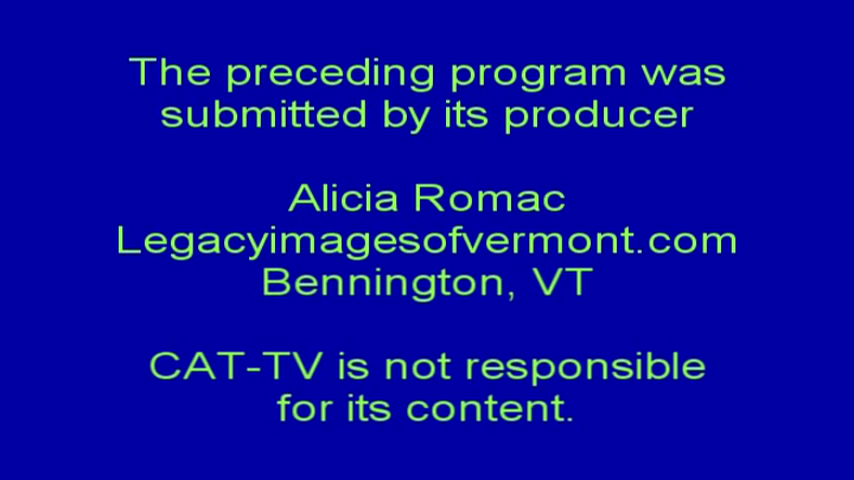 The preceding program was
submitted by its producer
Alicia Romac
Legacyimagesofvermont.com
Bennington, VT
CAT-TV is not responsible
for its content.